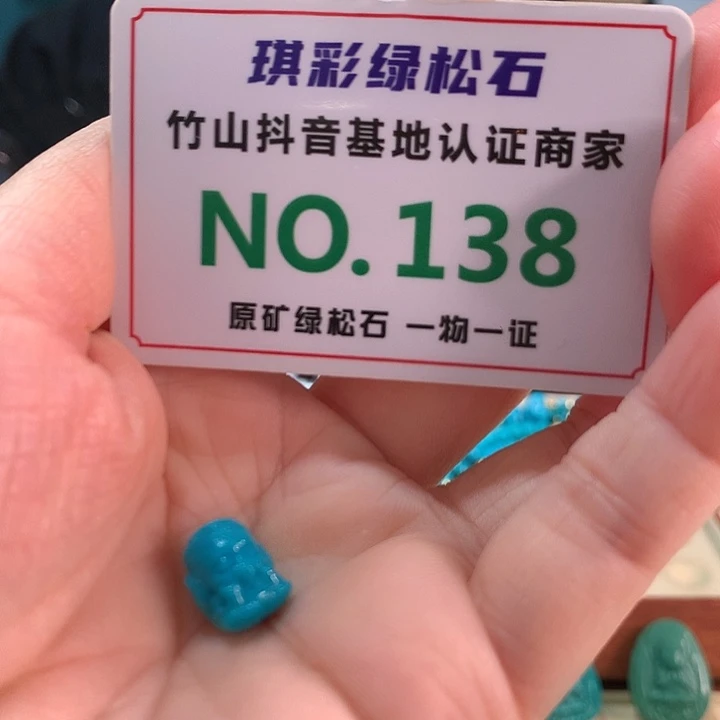 琪彩绿松石
竹山抖音基地认证商家
NO.138
原矿绿松石 一物一证